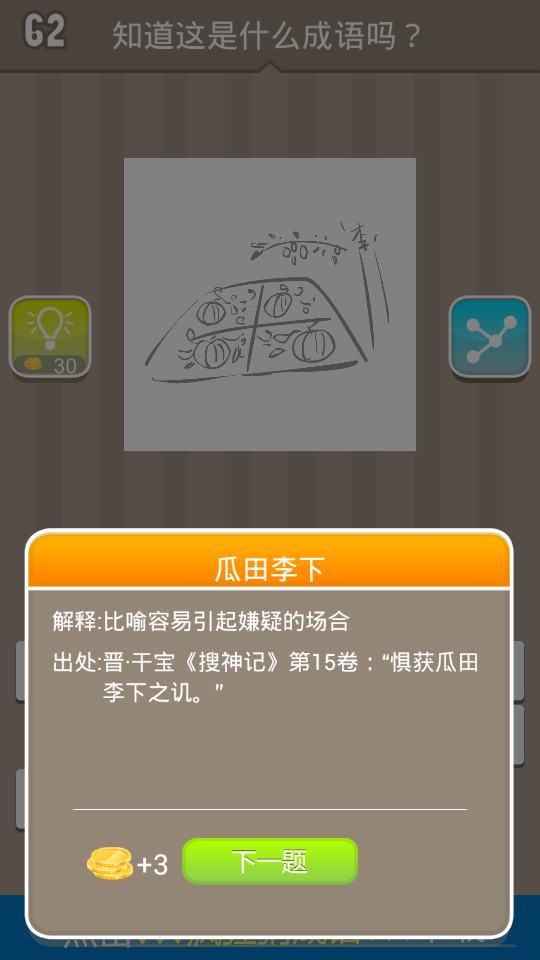 62
知道这是什么成语吗？
李
30
瓜田李下
解释:比喻容易引起嫌疑的场合
出处:晋·干宝《搜神记》第15卷：“惧获瓜田
李下之讥。”
+3
下一题